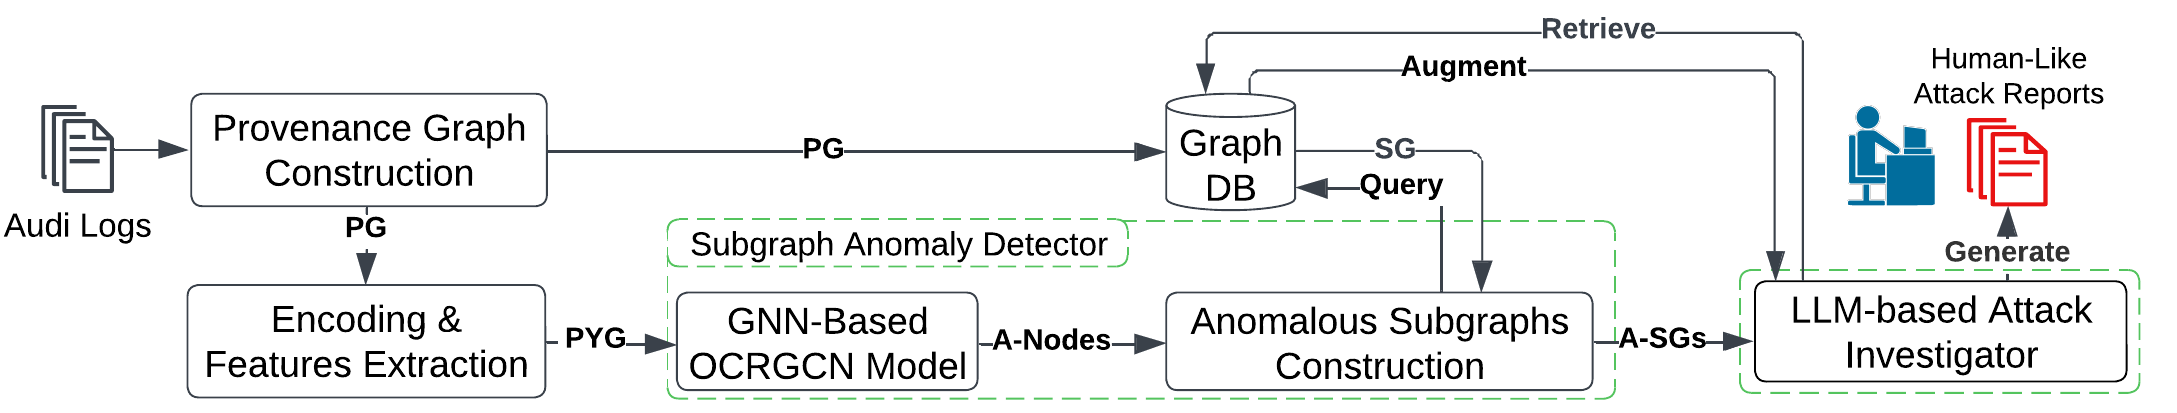 Retrieve
Augment
Human-Like
Attack Reports
Provenance Graph
Construction
PG
Graph
DB
SG
Query
Audi Logs
PG
Subgraph Anomaly Detector
Generate
Encoding &
Features Extraction
PYG
GNN-Based
OCRGCN Model
A-Nodes
Anomalous Subgraphs
Construction
A-SGs
LLM-based Attack
Investigator